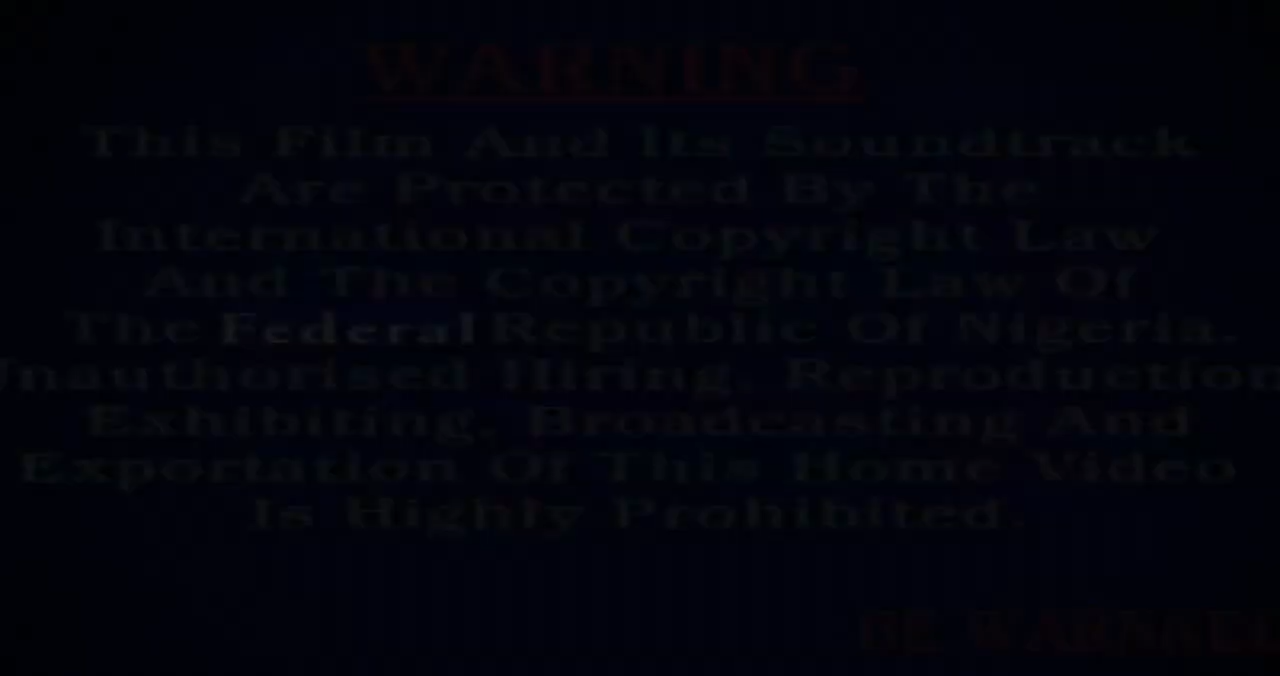 WARNING
This Film And Its Soundtrack
Are Protected By The
International Copyright Law
And The Copyright Law Of
The Federal Republic Of Nigeria.
Unauthorised Hiring, Reproduction
Exhibiting, Broadcasting And
Exportation Of This Home Video
Is Highly Prohibited.
BE